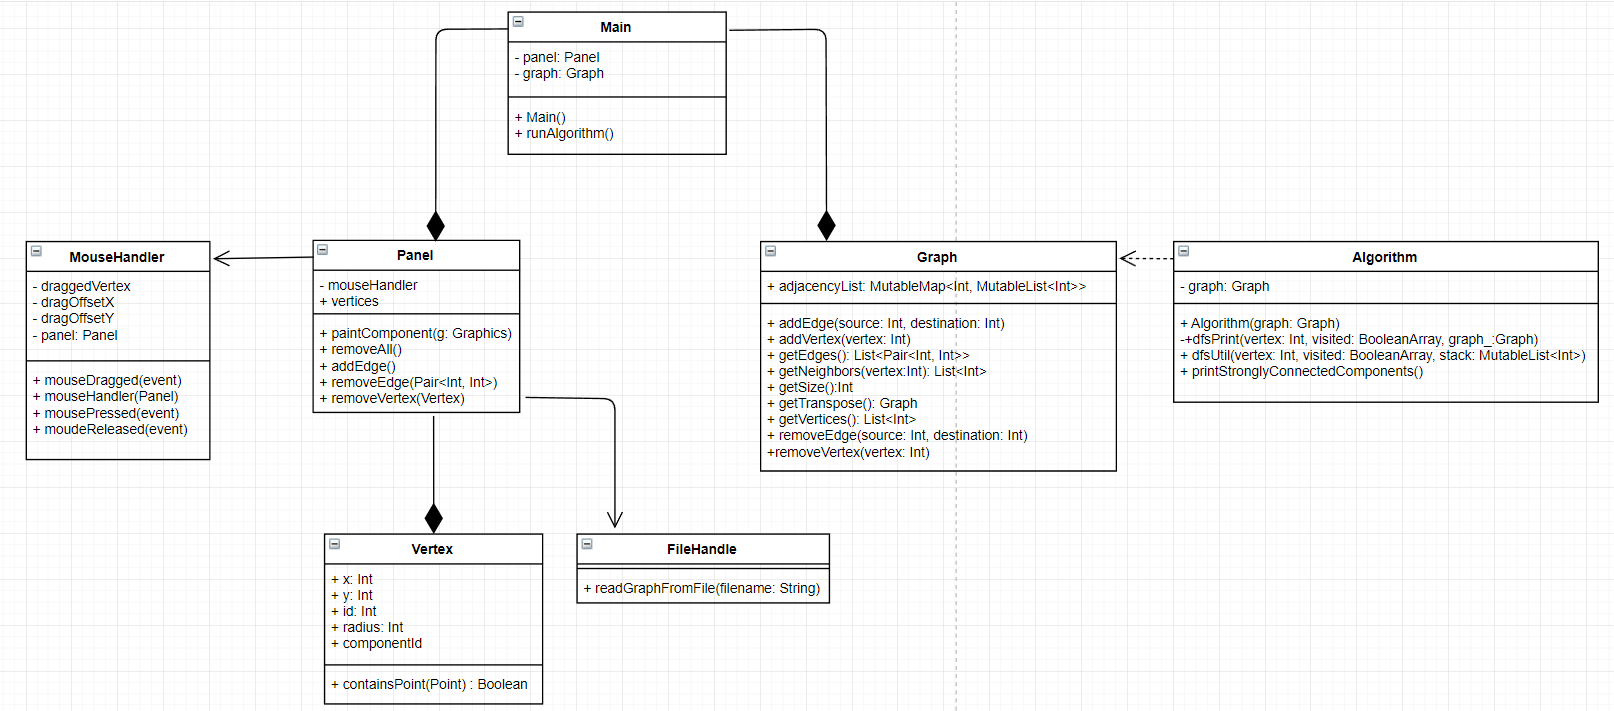 Main
- panel: Panel
- graph: Graph
+ Main()
+ runAlgorithm()
MouseHandler
- draggedVertex
- dragOffsetX
- dragOffsetY
- panel: Panel
+ mouseDragged(event)
+ mouseHandler(Panel)
+ mousePressed(event)
+ moudeReleased(event)
Panel
- mouseHandler
+ vertices
+ paintComponent(g: Graphics)
+ removeAll()
+ addEdge()
+ removeEdge(Pair<Int, Int>)
+ removeVertex(Vertex)
Graph
+ adjacencyList: MutableMap<Int, MutableList<Int>>
+ addEdge(source: Int, destination: Int)
+ addVertex(vertex: Int)
+ getEdges(): List<Pair<Int, Int>>
+ getNeighbors(vertex:Int): List<Int>
+ getSize():Int
+ getTranspose(): Graph
+ getVertices(): List<Int>
+ removeEdge(source: Int, destination: Int)
+removeVertex(vertex: Int)
Algorithm
- graph: Graph
+ Algorithm(graph: Graph)
-+dfsPrint(vertex: Int, visited: BooleanArray, graph_:Graph)
+ dfsUtil(vertex: Int, visited: BooleanArray, stack: MutableList<Int>)
+ printStronglyConnectedComponents()
Vertex
+ x: Int
+ y: Int
+ id: Int
+ radius: Int
+ componentId
+ containsPoint(Point) : Boolean
FileHandle
+ readGraphFromFile(filename: String)